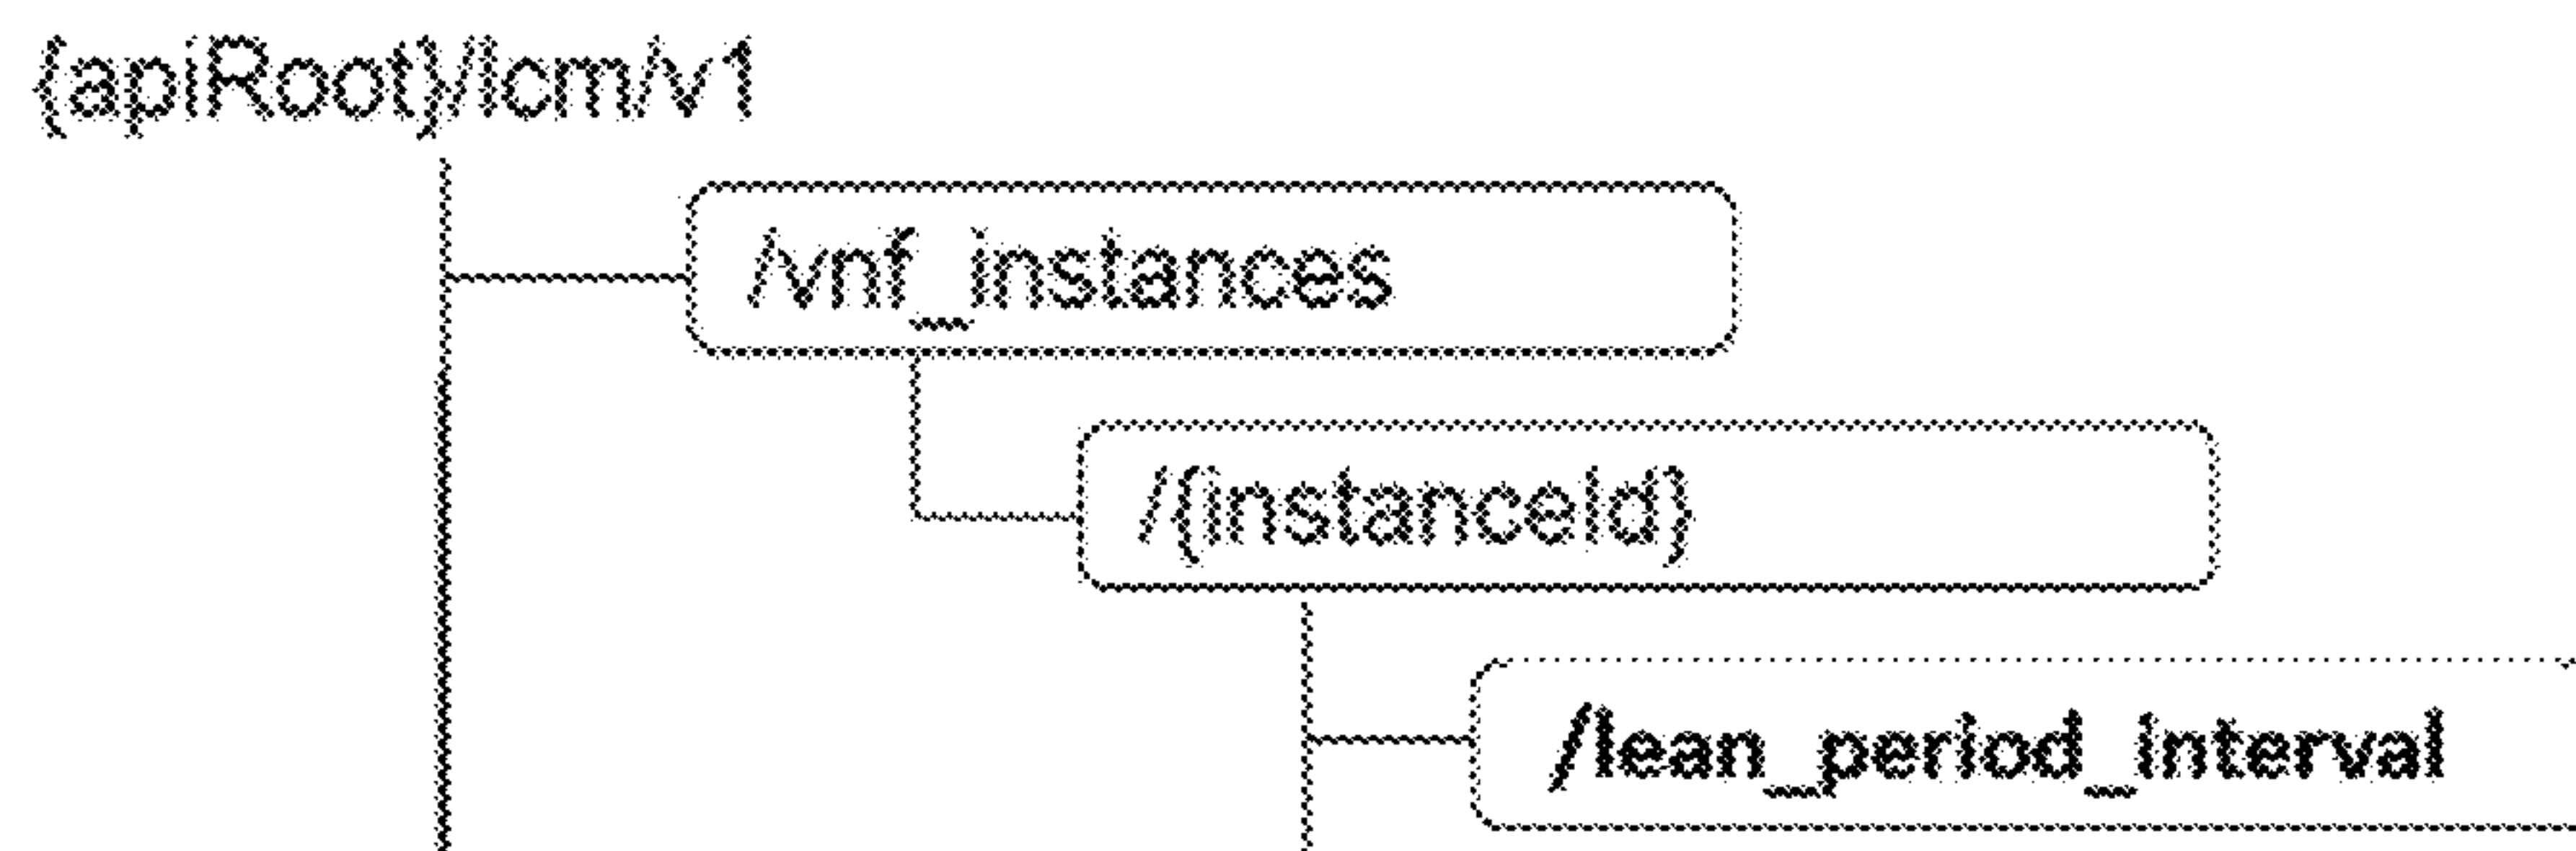 {apiRoot}/lcm/v1
/vnf_instances
/{instanceId}
/lean_period_interval